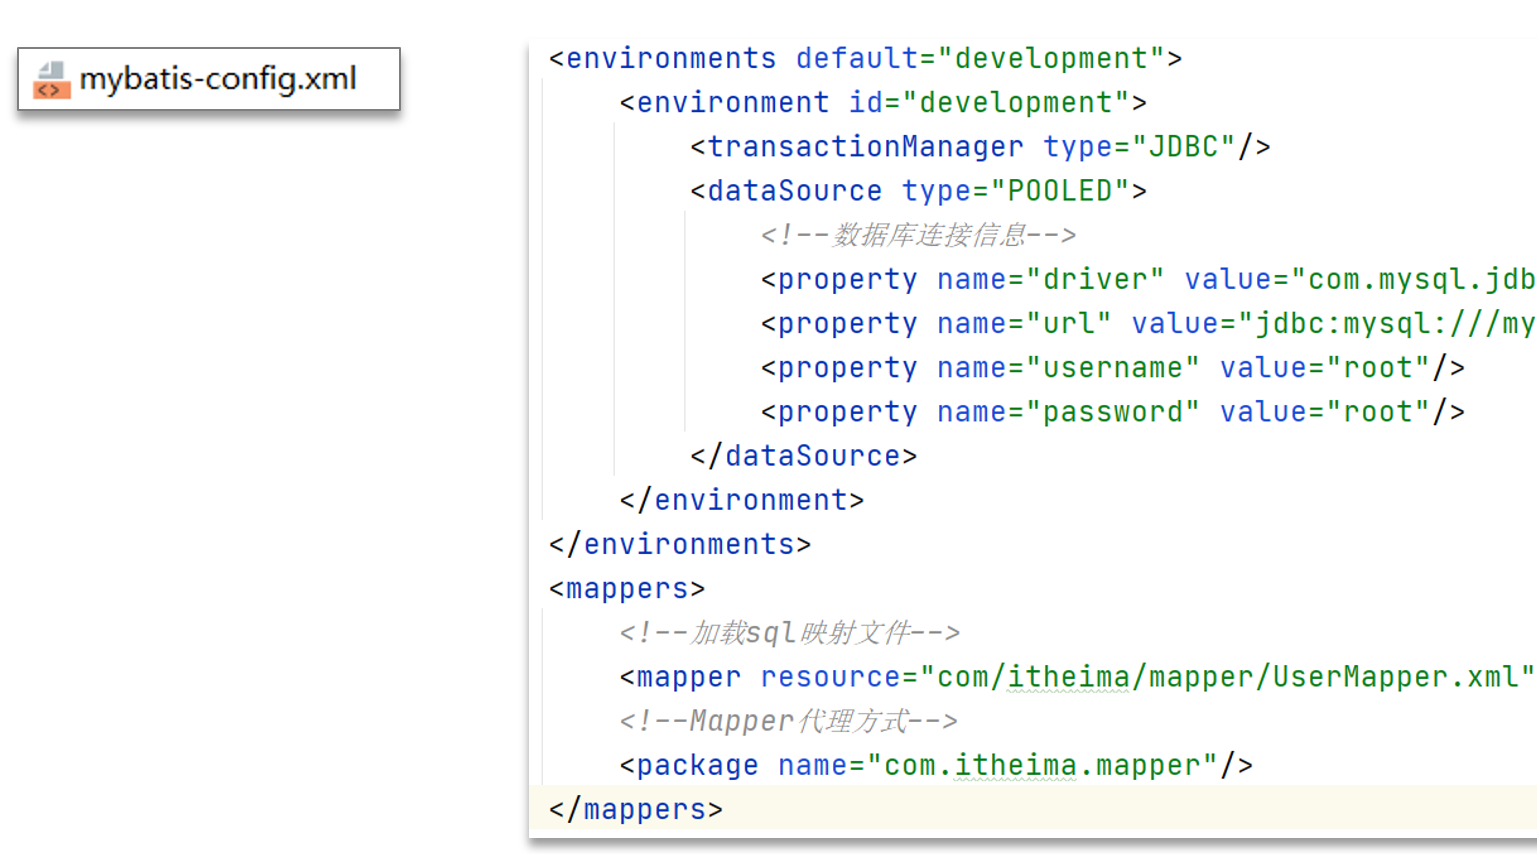 mybatis-config.xml
<environments default="development">
<environment id="development">
<transactionManager type="JDBC"/>
<dataSource type="POOLED">
<!--数据库连接信息-->
<property name="driver" value="com.mysql.jdb
<property name="url" value="jdbc:mysql:///my
<property name="username" value="root"/>
<property name="password" value="root"/>
</dataSource>
</environment>
</environments>
<mappers>
<!--加载sql映射文件-->
<mapper resource="com/itheima/mapper/UserMapper.xml"
<!--Mapper代理方式-->
<package name="com.itheima.mapper"/>
</mappers>